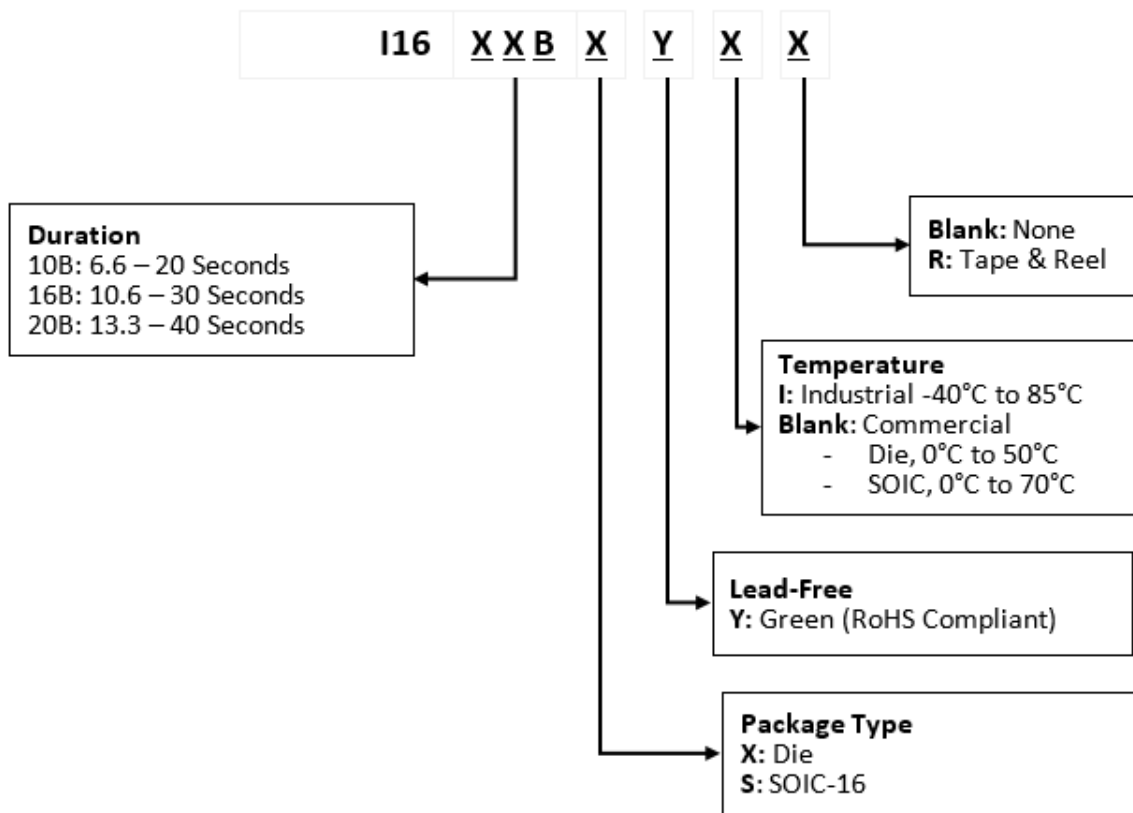 I16 X X B X Y X X
Duration
10B: 6.6 – 20 Seconds
16B: 10.6 – 30 Seconds
20B: 13.3 – 40 Seconds
Blank: None
R: Tape & Reel
Temperature
I: Industrial -40°C to 85°C
Blank: Commercial
- Die, 0°C to 50°C
- SOIC, 0°C to 70°C
Lead-Free
Y: Green (RoHS Compliant)
Package Type
X: Die
S: SOIC-16